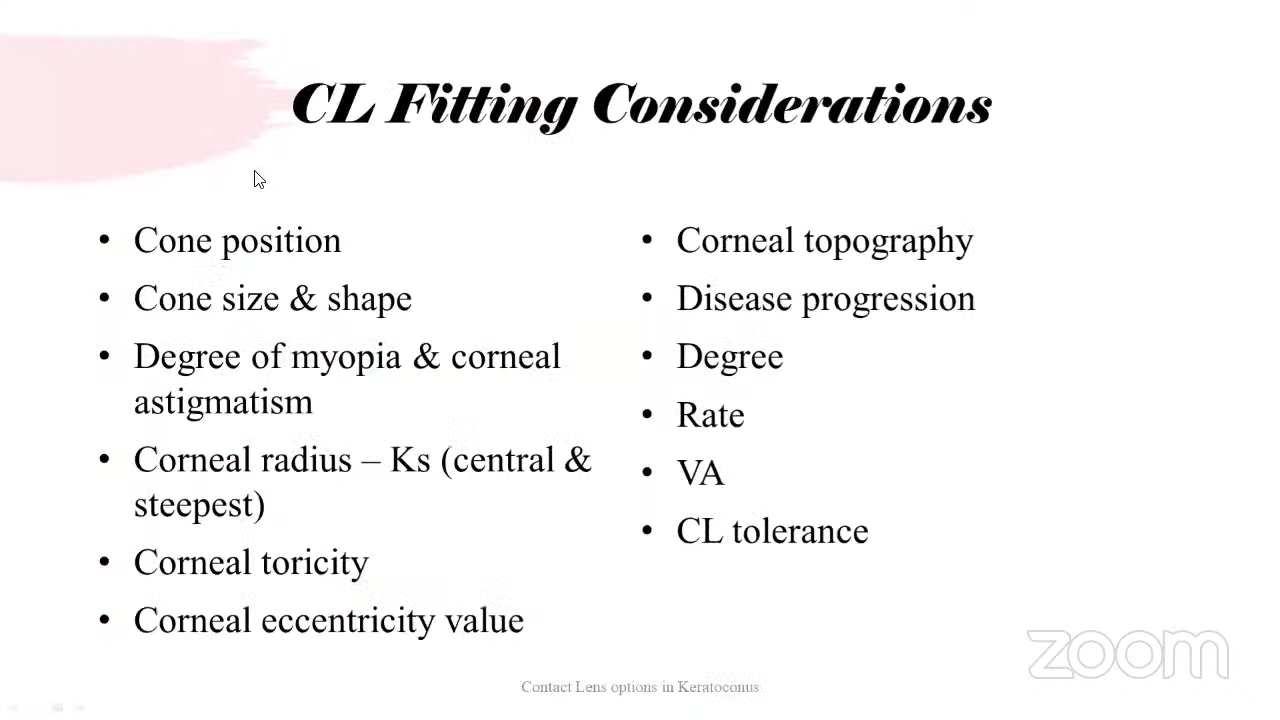 CL Fitting Considerations
• Cone position
• Cone size & shape
• Degree of myopia & corneal
astigmatism
• Corneal radius – Ks (central &
steepest)
• Corneal toricity
• Corneal eccentricity value
• Corneal topography
• Disease progression
• Degree
• Rate
• VA
• CL tolerance
Contact Lens options in Keratoconus
zoom